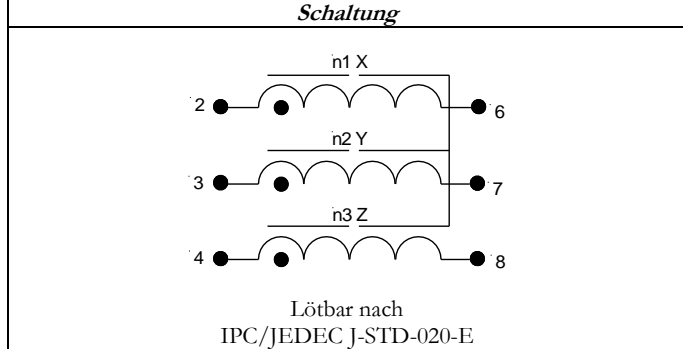 Schaltung
n1 X
2 6
n2 Y
3 7
n3 Z
4 8
Lötbar nach
IPC/JEDEC J-STD-020-E